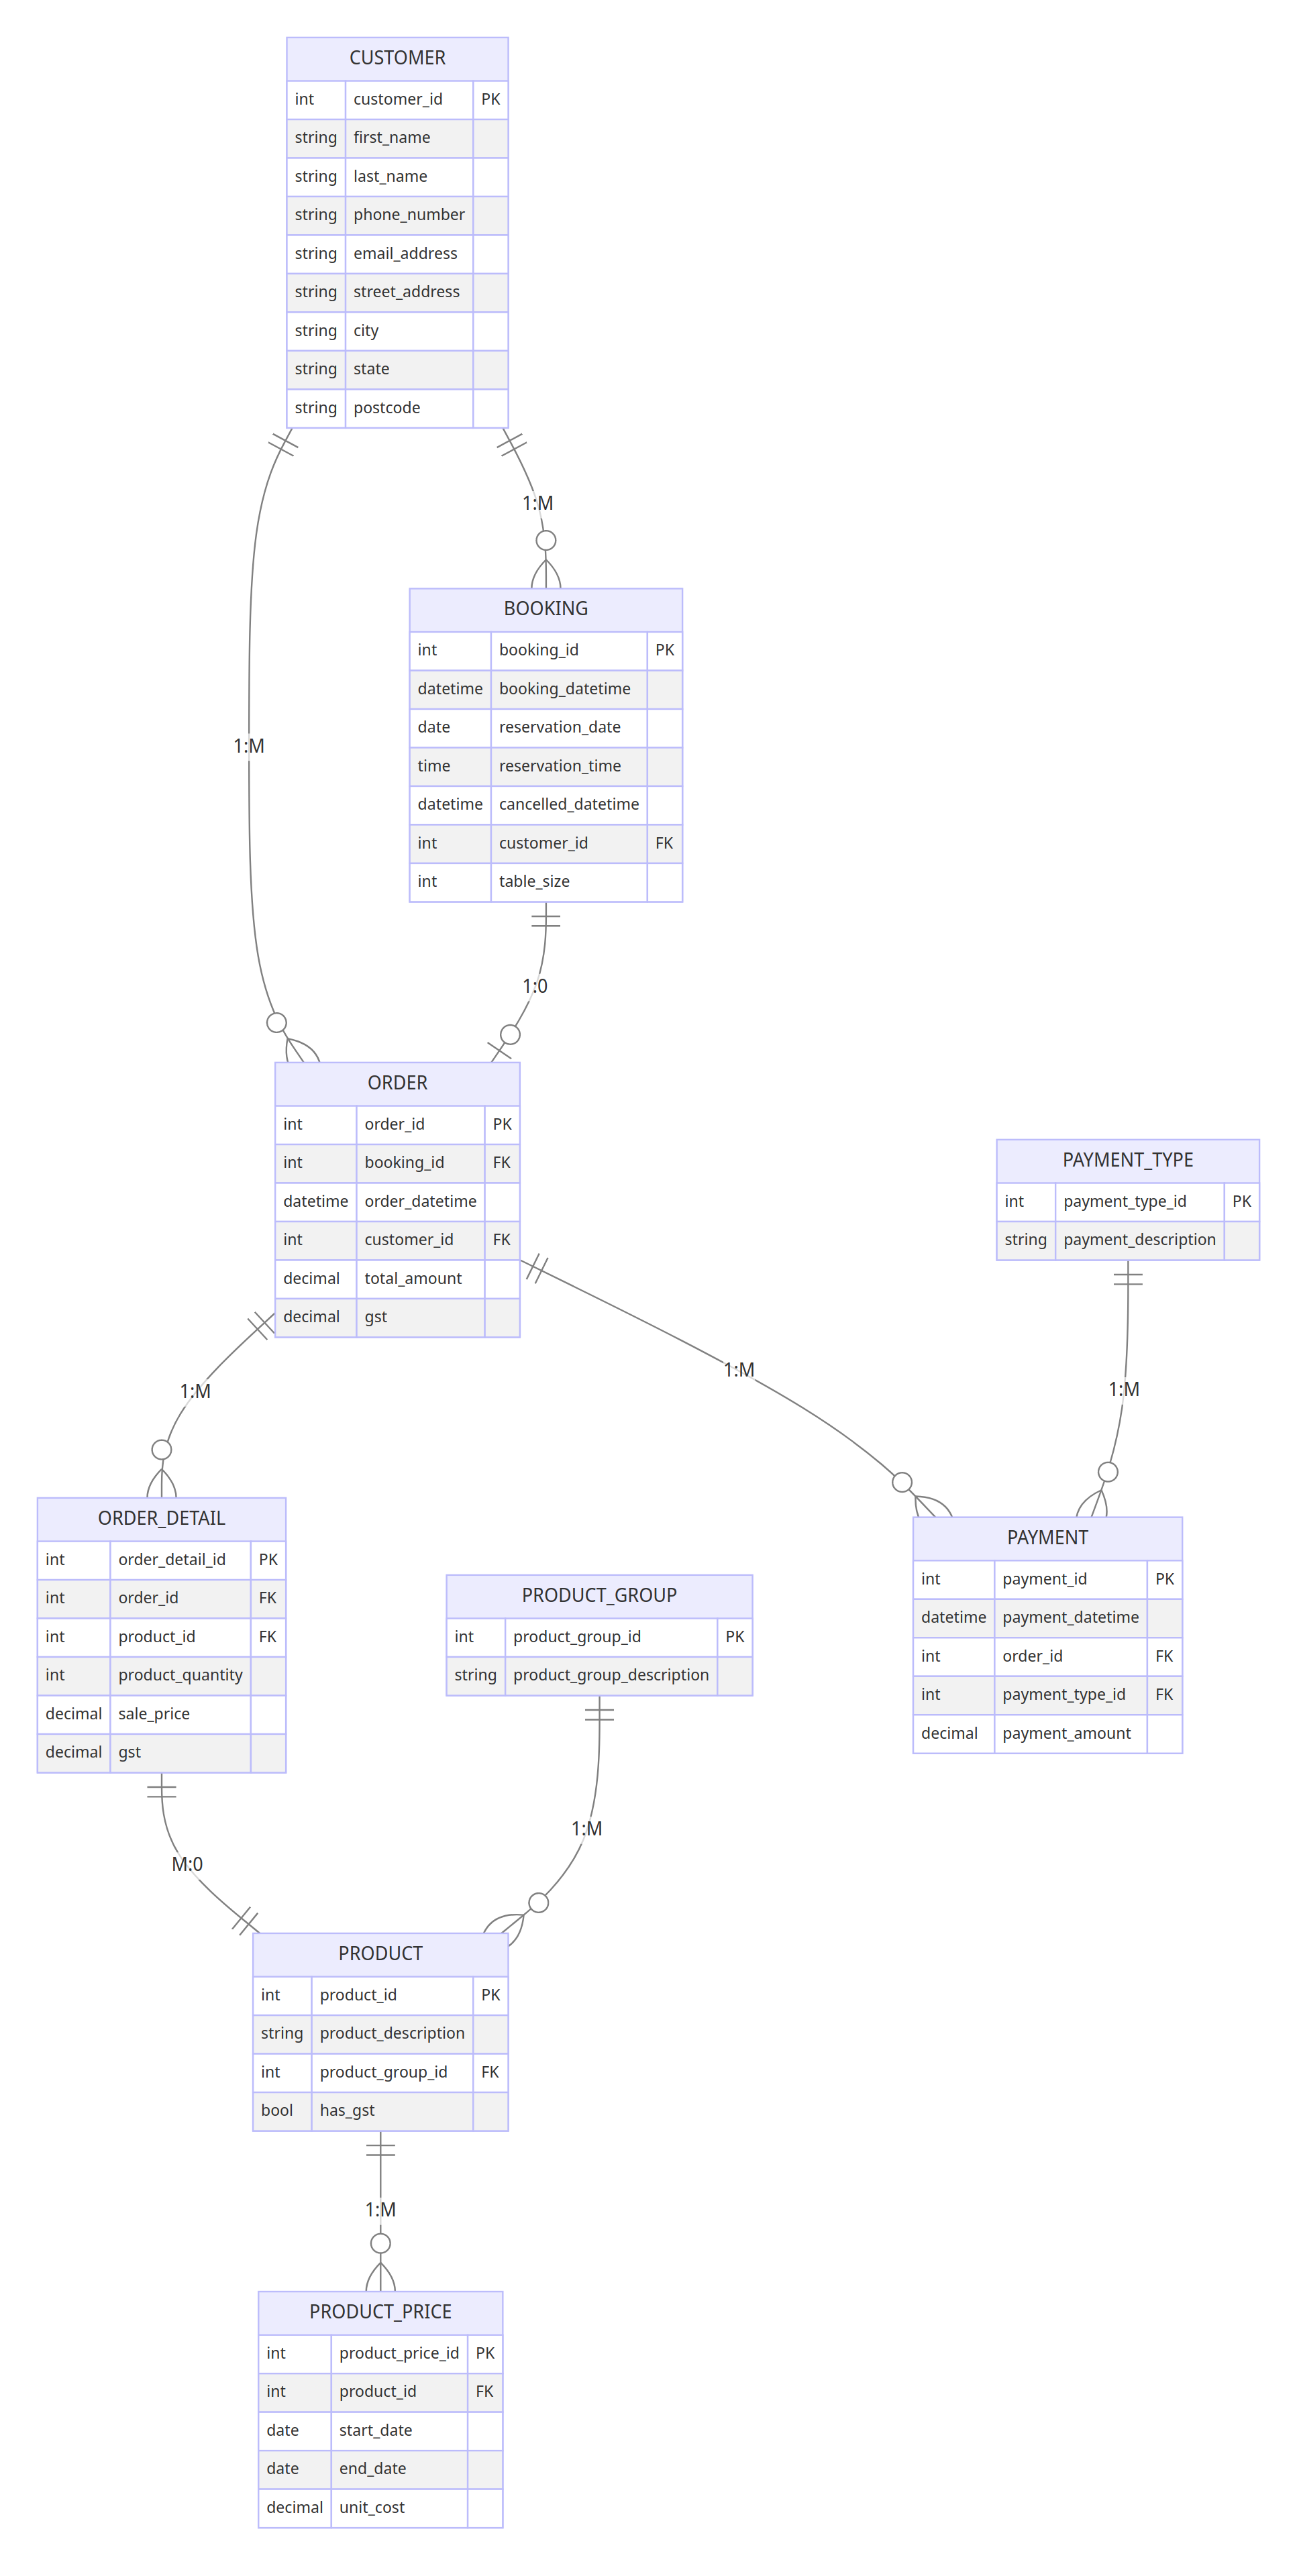 CUSTOMER
int customer_id PK
string first_name
string last_name
string phone_number
string email_address
string street_address
string city
string state
string postcode
1:M
BOOKING
int booking_id PK
datetime booking_datetime
date reservation_date
time reservation_time
datetime cancelled_datetime
int customer_id FK
int table_size
1:M
1:0
ORDER
int order_id PK
int booking_id FK
datetime order_datetime
int customer_id FK
decimal total_amount
decimal gst
PAYMENT_TYPE
int payment_type_id PK
string payment_description
1:M
1:M
1:M
ORDER_DETAIL
int order_detail_id PK
int order_id FK
int product_id FK
int product_quantity
decimal sale_price
decimal gst
PRODUCT_GROUP
int product_group_id PK
string product_group_description
PAYMENT
int payment_id PK
datetime payment_datetime
int order_id FK
int payment_type_id FK
decimal payment_amount
M:0
1:M
PRODUCT
int product_id PK
string product_description
int product_group_id FK
bool has_gst
1:M
PRODUCT_PRICE
int product_price_id PK
int product_id FK
date start_date
date end_date
decimal unit_cost